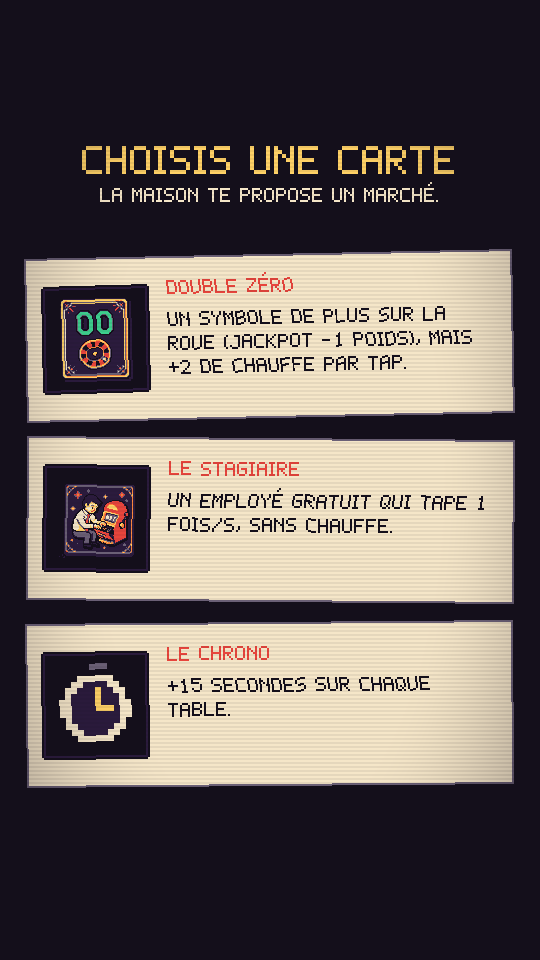 CHOISIS UNE CARTE
LA MAISON TE PROPOSE UN MARCHÉ.
00
DOUBLE ZÉRO
UN SYMBOLE DE PLUS SUR LA
ROUE (JACKPOT -1 POIDS), MAIS
+2 DE CHAUFFE PAR TAP.
LE STAGIAIRE
UN EMPLOYÉ GRATUIT QUI TAPE 1
FOIS/S, SANS CHAUFFE.
LE CHRONO
+15 SECONDES SUR CHAQUE
TABLE.